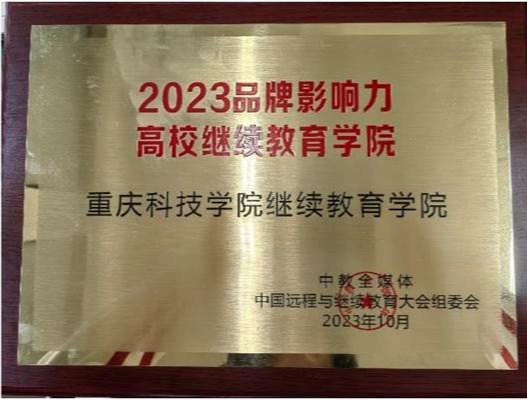 2023品牌影响力
高校继续教育学院
重庆科技学院继续教育学院
中教全媒体
中国远程与继续教育大会组委会
2023年10月